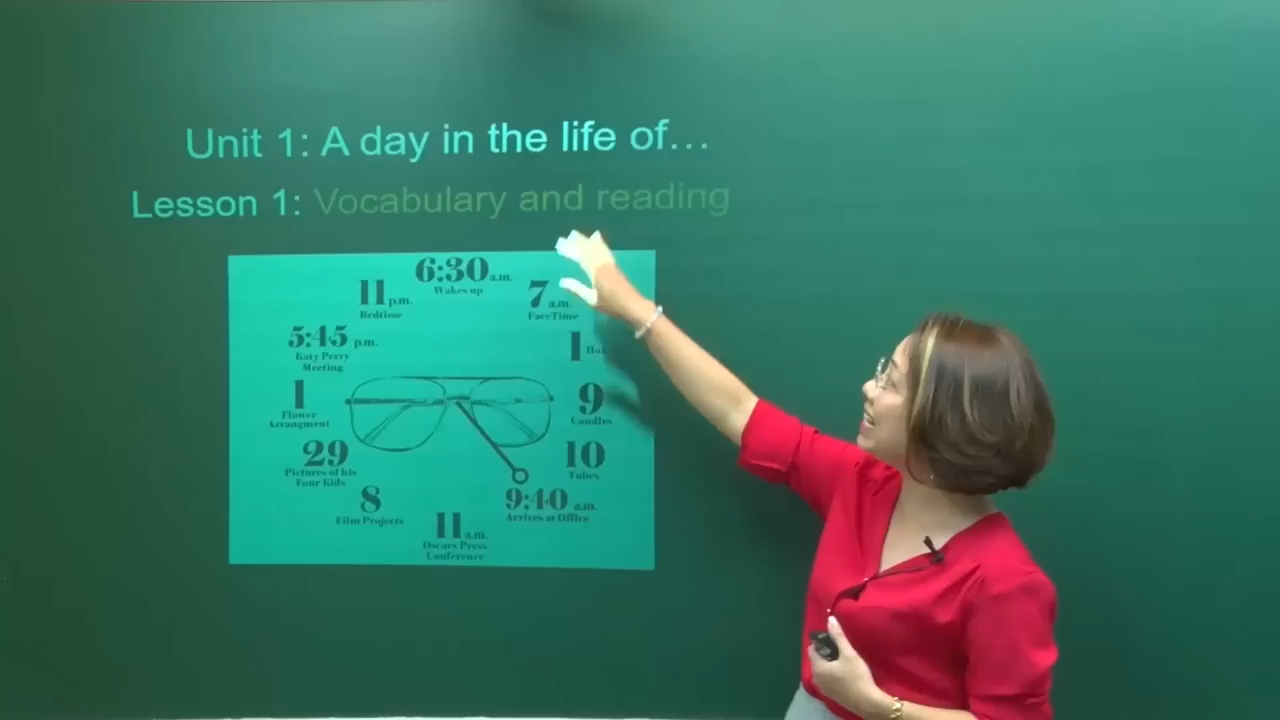 Unit 1: A day in the life of…
Lesson 1: Vocabulary and reading
6:30 a.m.
Wakes up
7 a.m.
FaceTime
1
9
Candles
10
Tubes
9:40 a.m.
Arrives at Office
11 a.m.
Oscars Press
Conference
8
Film Projects
29
Pictures of his
Four Kids
1
Flower
Arrangment
5:45 p.m.
Katy Perry
Meeting
11 p.m.
Bedtime